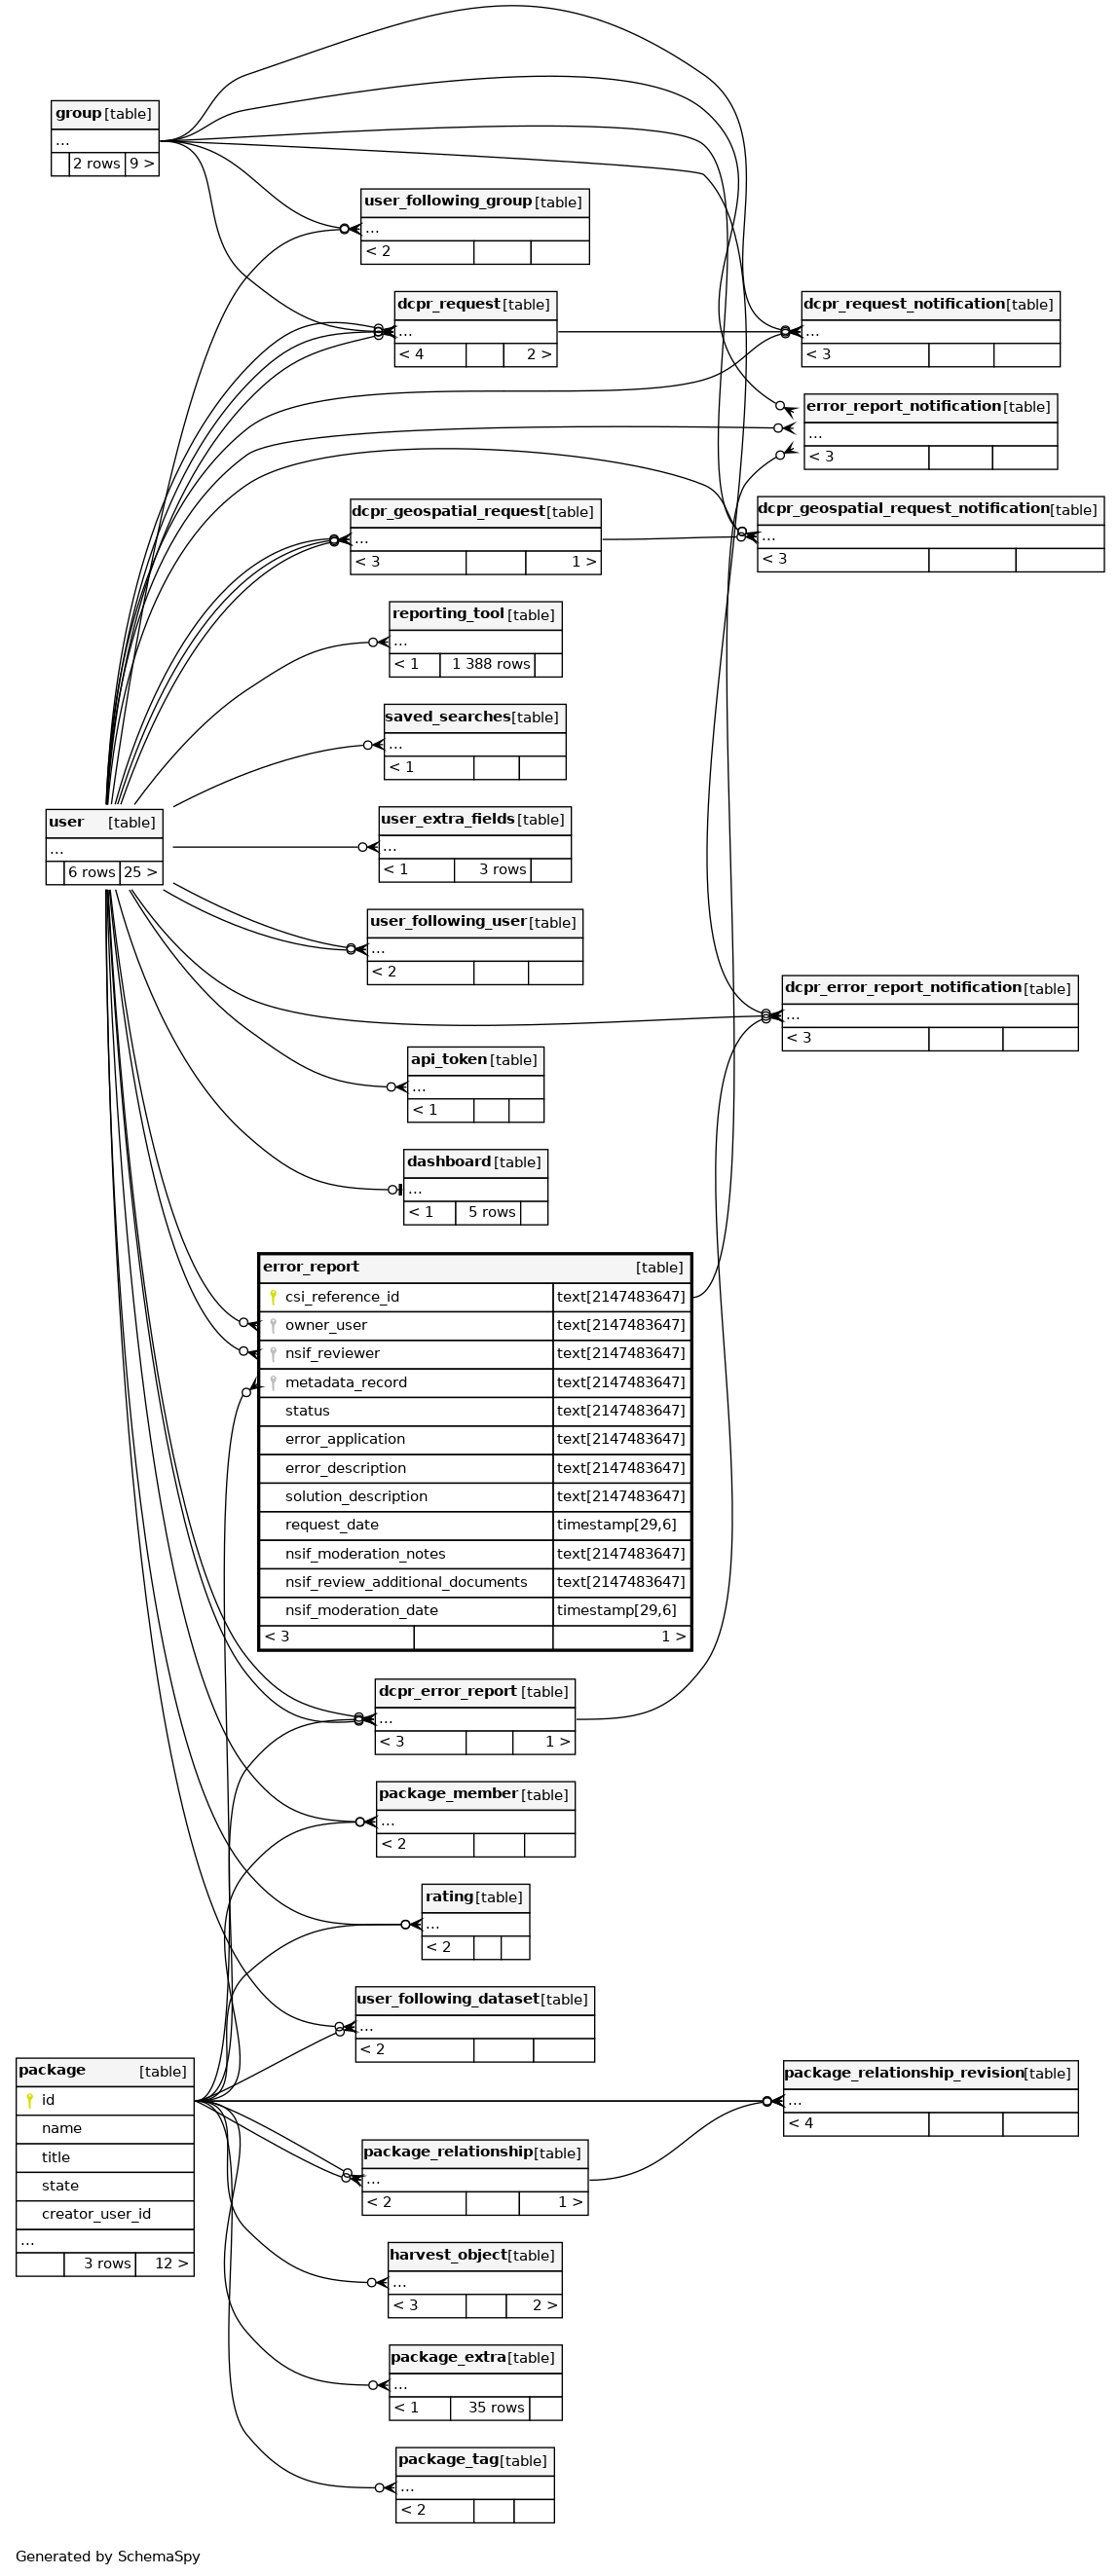 group [table]
...
2 rows 9 >
user_following_group [table]
...
< 2
dcpr_request [table]
...
< 4 2 >
dcpr_request_notification [table]
...
< 3
error_report_notification [table]
...
< 3
dcpr_geospatial_request [table]
...
< 3 1 >
dcpr_geospatial_request_notification [table]
...
< 3
reporting_tool [table]
...
< 1 1 388 rows
saved_searches [table]
...
< 1
user [table]
...
6 rows 25 >
user_extra_fields [table]
...
< 1 3 rows
user_following_user [table]
...
< 2
dcpr_error_report_notification [table]
...
< 3
api_token [table]
...
< 1
dashboard [table]
...
< 1 5 rows
error_report [table]
csi_reference_id text[2147483647]
owner_user text[2147483647]
nsif_reviewer text[2147483647]
metadata_record text[2147483647]
status text[2147483647]
error_application text[2147483647]
error_description text[2147483647]
solution_description text[2147483647]
request_date timestamp[29,6]
nsif_moderation_notes text[2147483647]
nsif_review_additional_documents text[2147483647]
nsif_moderation_date timestamp[29,6]
< 3 1 >
dcpr_error_report [table]
...
< 3 1 >
package_member [table]
...
< 2
rating [table]
...
< 2
user_following_dataset [table]
...
< 2
package [table]
id
name
title
state
creator_user_id
...
3 rows 12 >
package_relationship_revision [table]
...
< 4
package_relationship [table]
...
< 2 1 >
harvest_object [table]
...
< 3 2 >
package_extra [table]
...
< 1 35 rows
package_tag [table]
...
< 2
Generated by SchemaSpy